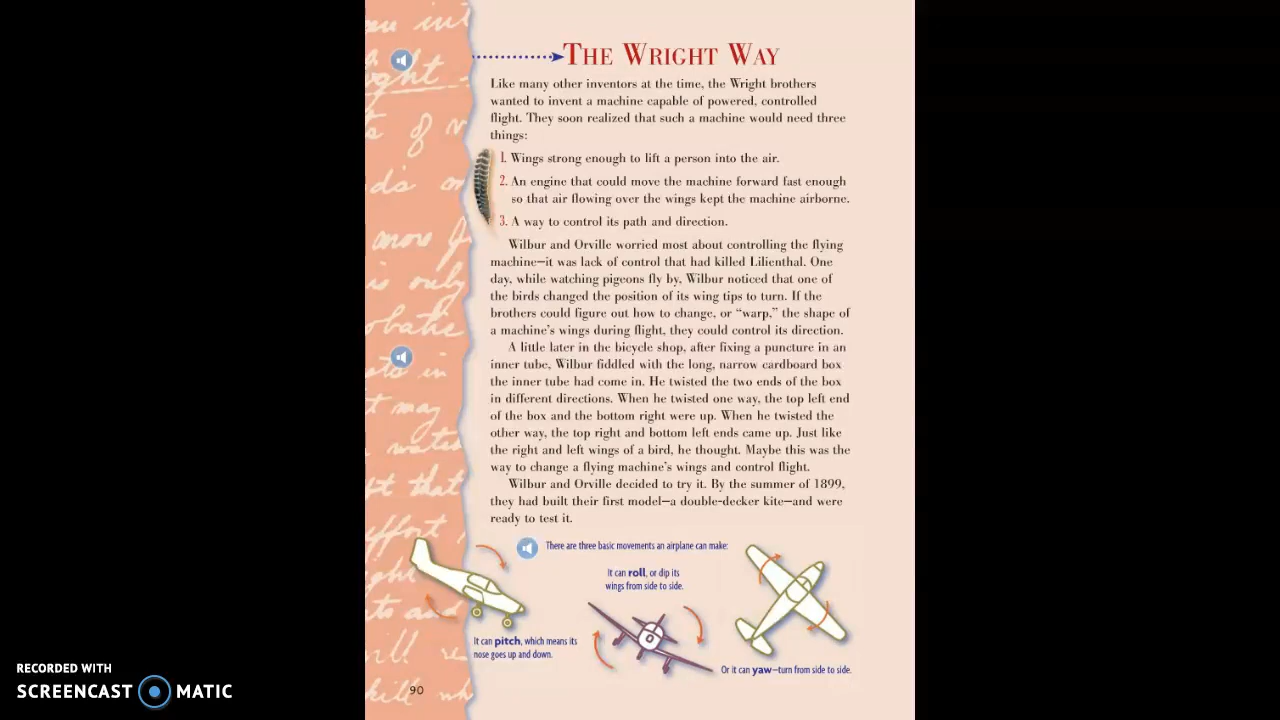 THE WRIGHT WAY
Like many other inventors at the time, the Wright brothers
wanted to invent a machine capable of powered, controlled
flight. They soon realized that such a machine would need three
things:
1. Wings strong enough to lift a person into the air.
2. An engine that could move the machine forward fast enough
so that air flowing over the wings kept the machine airborne.
3. A way to control its path and direction.
Wilbur and Orville worried most about controlling the flying
machine—it was lack of control that had killed Lilienthal. One
day, while watching pigeons fly by, Wilbur noticed that one of
the birds changed the position of its wing tips to turn. If the
brothers could figure out how to change, or “warp,” the shape of
a machine’s wings during flight, they could control its direction.
A little later in the bicycle shop, after fixing a puncture in an
inner tube, Wilbur fiddled with the long, narrow cardboard box
the inner tube had come in. He twisted the two ends of the box
in different directions. When he twisted one way, the top left end
of the box and the bottom right were up. When he twisted the
other way, the top right and bottom left ends came up. Just like
the right and left wings of a bird, he thought. Maybe this was the
way to change a flying machine’s wings and control flight.
Wilbur and Orville decided to try it. By the summer of 1899,
they had built their first model—a double-decker kite—and were
ready to test it.
There are three basic movements an airplane can make:
It can roll, or dip its
wings from side to side.
It can pitch, which means its
nose goes up and down.
Or it can yaw—turn from side to side.
90
RECORDED WITH
SCREENCAST MATIC